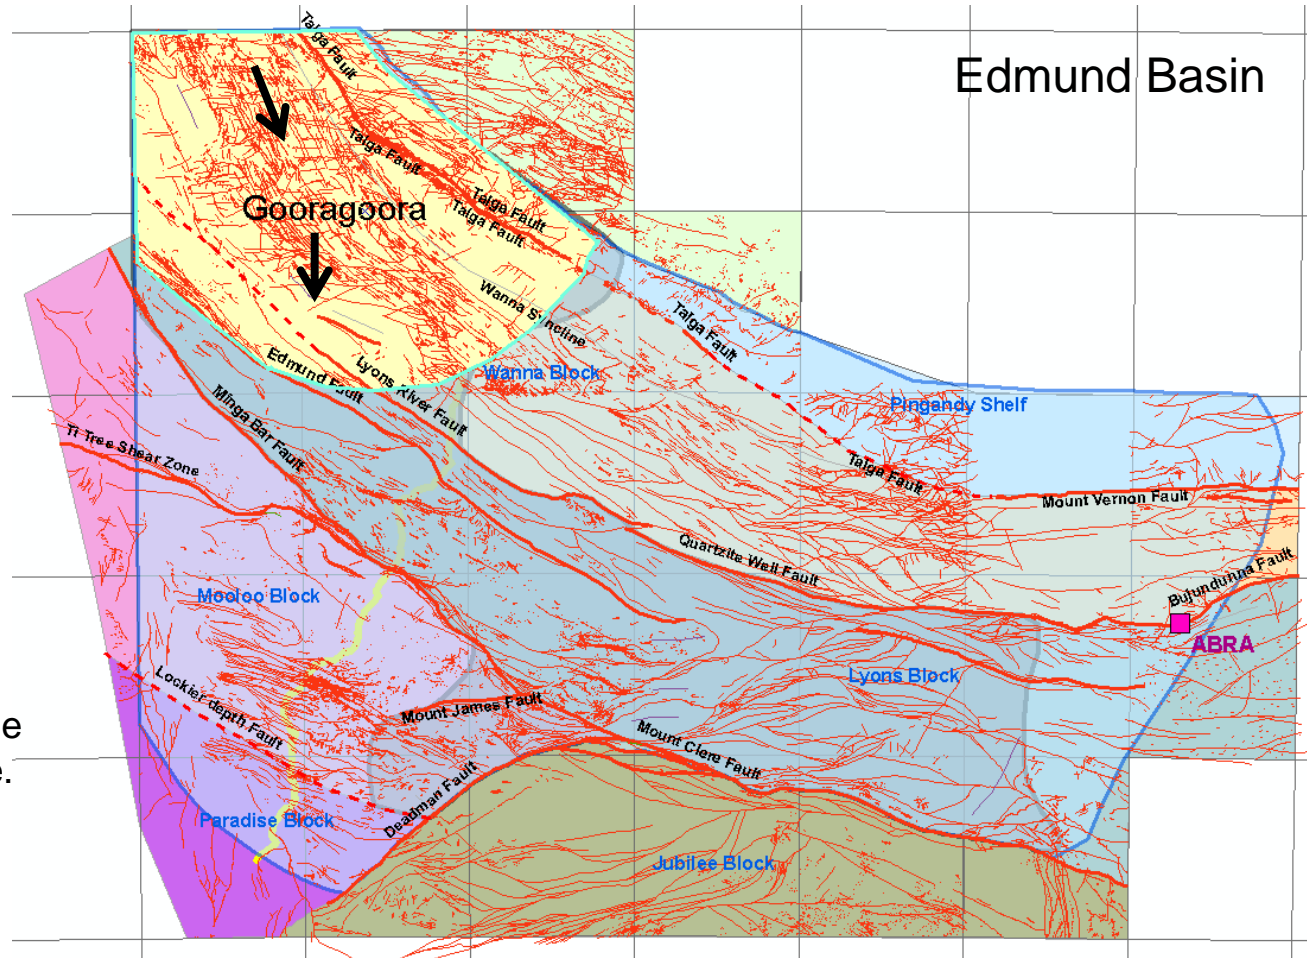 Edmund Basin
Talga Fault
Talga Fault
Talga Fault
Talga Fault
Gooragoora
Wanna Syncline
Talga Fault
Edmund Fault
Lyons River Fault
Wanna Block
Pingandy Shelf
Minga Bar Fault
Ti Tree Shear Zone
Talga Fault
Mount Vernon Fault
Quartzite Well Fault
Bujundunna Fault
Mooloo Block
ABRA
Lyons Block
Lockier depth Fault
Mount James Fault
e
e.
Mount Clere Fault
Deadman Fault
Paradise Block
Jubilee Block